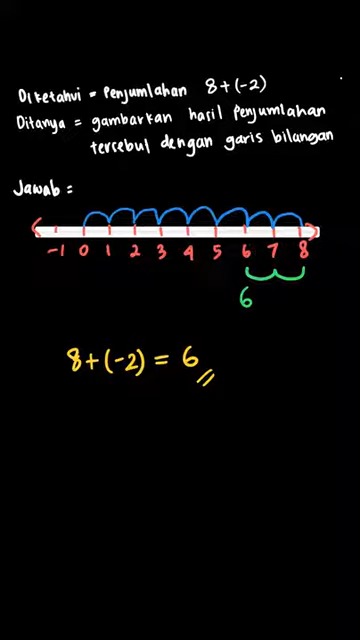 Diketahui = Penjumlahan 8 + (-2)
Ditanya = gambarkan hasil Penjumlahan
tersebut dengan garis bilangan
Jawab =
-1 0 1 2 3 4 5 6 7 8
6
8 + (-2) = 6